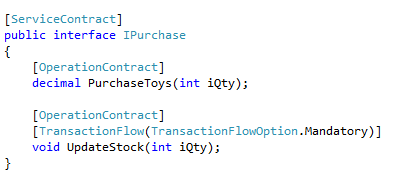 [ServiceContract]
public interface IPurchase
{
    [OperationContract]
    decimal PurchaseToys(int iQty);

    [OperationContract]
    [TransactionFlow(TransactionFlowOption.Mandatory)]
    void UpdateStock(int iQty);
}